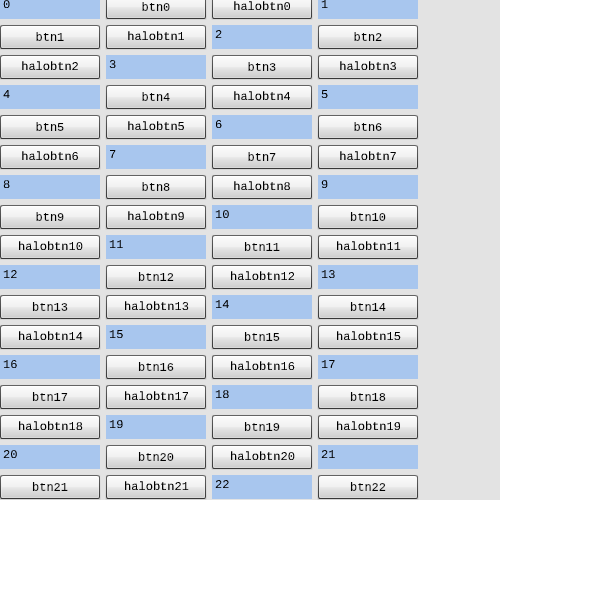 0 btn0 halobtn0 1
btn1 halobtn1 2 btn2
halobtn2 3 btn3 halobtn3
4 btn4 halobtn4 5
btn5 halobtn5 6 btn6
halobtn6 7 btn7 halobtn7
8 btn8 halobtn8 9
btn9 halobtn9 10 btn10
halobtn10 11 btn11 halobtn11
12 btn12 halobtn12 13
btn13 halobtn13 14 btn14
halobtn14 15 btn15 halobtn15
16 btn16 halobtn16 17
btn17 halobtn17 18 btn18
halobtn18 19 btn19 halobtn19
20 btn20 halobtn20 21
btn21 halobtn21 22 btn22